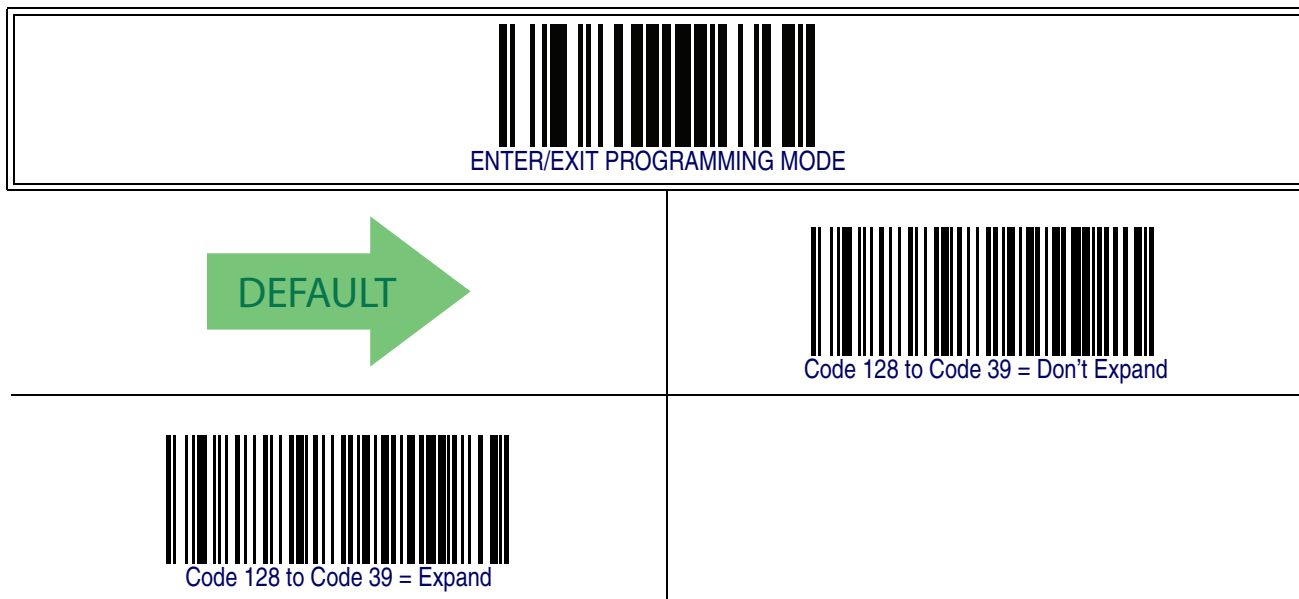 ENTER/EXIT PROGRAMMING MODE
DEFAULT
Code 128 to Code 39 = Don't Expand
Code 128 to Code 39 = Expand